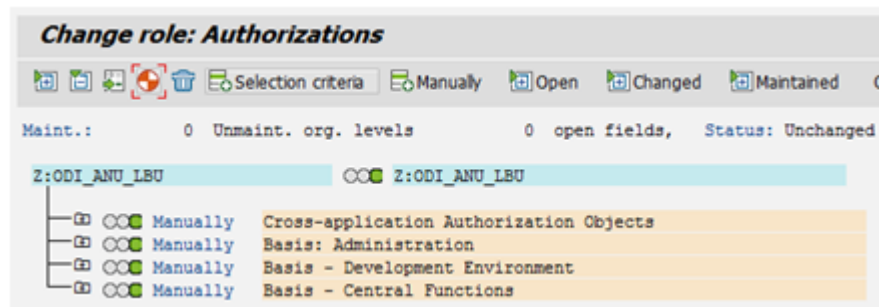 Change role: Authorizations
Selection criteria Manually Open Changed Maintained
Maint.: 0 Unmaint. org. levels 0 open fields, Status: Unchanged
Z:ODI_ANU_LBU Z:ODI_ANU_LBU
Manually Cross-application Authorization Objects
Manually Basis: Administration
Manually Basis - Development Environment
Manually Basis - Central Functions